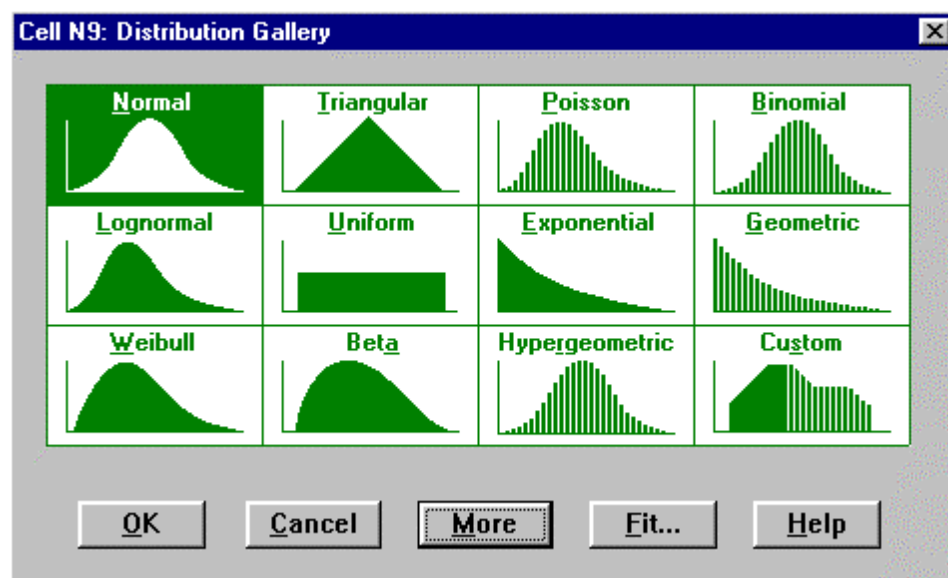 Cell N9: Distribution Gallery
Normal Triangular Poisson Binomial
Lognormal Uniform Exponential Geometric
Weibull Beta Hypergeometric Custom
OK Cancel More Fit... Help